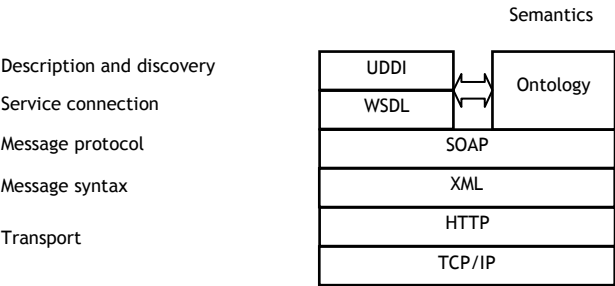 Semantics
Description and discovery
UDDI
Ontology
Service connection
WSDL
Message protocol
SOAP
Message syntax
XML
HTTP
Transport
TCP/IP